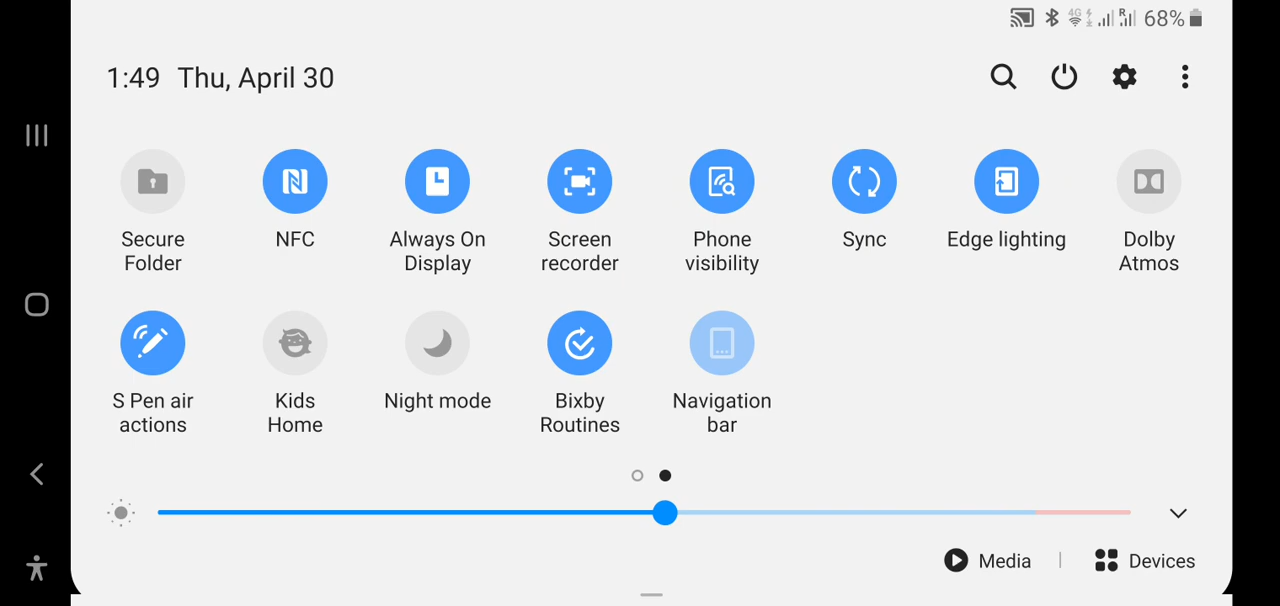 4G R 68%
1:49 Thu, April 30
Secure NFC Always On Screen Phone Sync Edge lighting Dolby
Folder Display recorder visibility Atmos
S Pen air Kids Night mode Bixby Navigation
actions Home Routines bar
Media | Devices